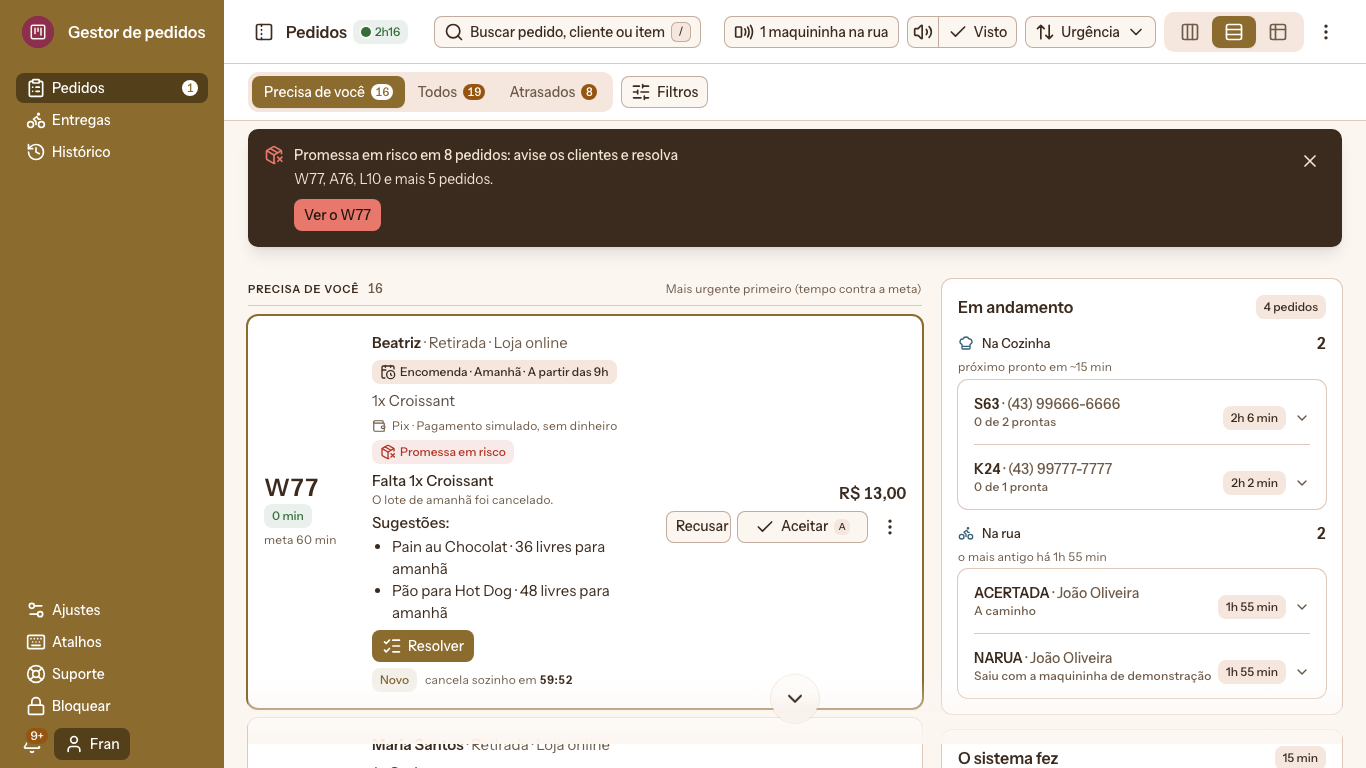 Gestor de pedidos
Pedidos 1
Entregas
Histórico
Ajustes
Atalhos
Suporte
Bloquear
9+ Fran
Pedidos 2h16
Buscar pedido, cliente ou item /
1 maquininha na rua
Visto
Urgência
Precisa de você 16
Todos 19
Atrasados 8
Filtros
Promessa em risco em 8 pedidos: avise os clientes e resolva
W77, A76, L10 e mais 5 pedidos.
Ver o W77
PRECISA DE VOCÊ 16
Mais urgente primeiro (tempo contra a meta)
W77
0 min
meta 60 min
Beatriz · Retirada · Loja online
Encomenda · Amanhã · A partir das 9h
1x Croissant
Pix · Pagamento simulado, sem dinheiro
Promessa em risco
Falta 1x Croissant
O lote de amanhã foi cancelado.
Sugestões:
• Pain au Chocolat · 36 livres para
amanhã
• Pão para Hot Dog · 48 livres para
amanhã
Resolver
Novo cancela sozinho em 59:52
R$ 13,00
Recusar
Aceitar A
Maria Santos · Retirada · Loja online
Em andamento 4 pedidos
Na Cozinha 2
próximo pronto em ~15 min
S63 · (43) 99666-6666
0 de 2 prontas
2h 6 min
K24 · (43) 99777-7777
0 de 1 pronta
2h 2 min
Na rua 2
o mais antigo há 1h 55 min
ACERTADA · João Oliveira
A caminho
1h 55 min
NARUA · João Oliveira
Saiu com a maquininha de demonstração
1h 55 min
O sistema fez 15 min